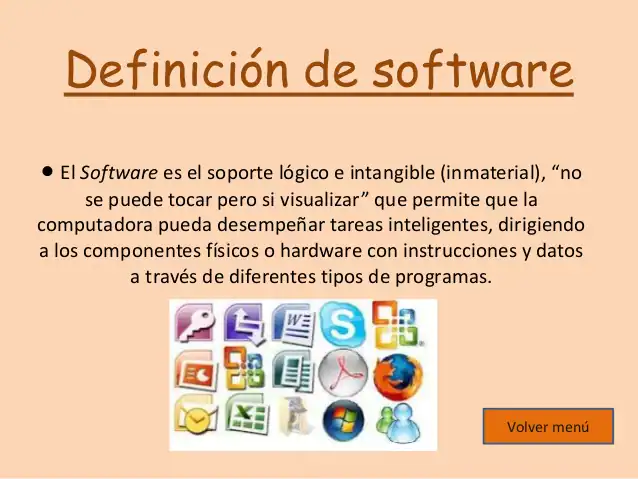 Definición de software
• El Software es el soporte lógico e intangible (inmaterial), “no
se puede tocar pero si visualizar” que permite que la
computadora pueda desempeñar tareas inteligentes, dirigiendo
a los componentes físicos o hardware con instrucciones y datos
a través de diferentes tipos de programas.
Volver menú